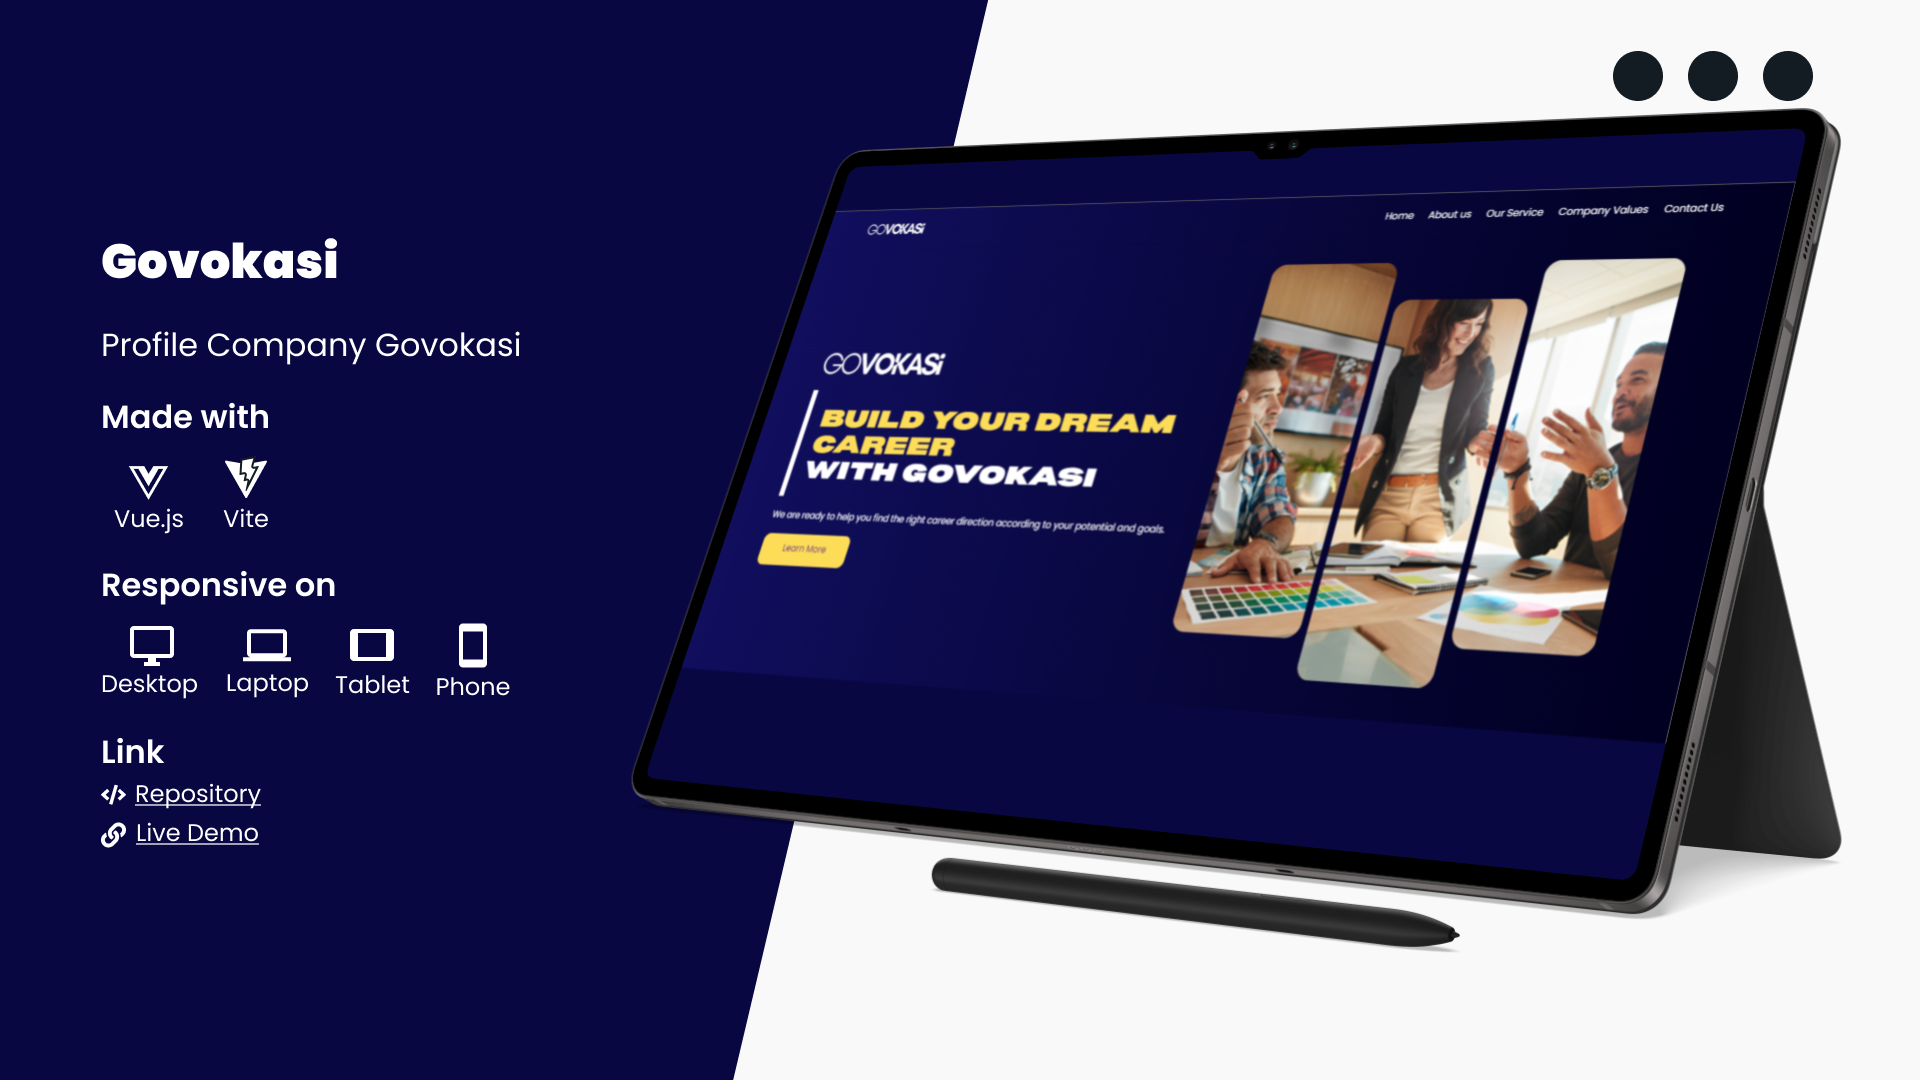 Govokasi
Profile Company Govokasi
Made with
Vue.js Vite
Responsive on
Desktop Laptop Tablet Phone
Link
Repository
Live Demo
GOVOKASi
Home About us Our Service Company Values Contact Us
GOVOKASi
BUILD YOUR DREAM
CAREER
WITH GOVOKASI
We are ready to help you find the right career direction according to your potential and goals.
Learn More